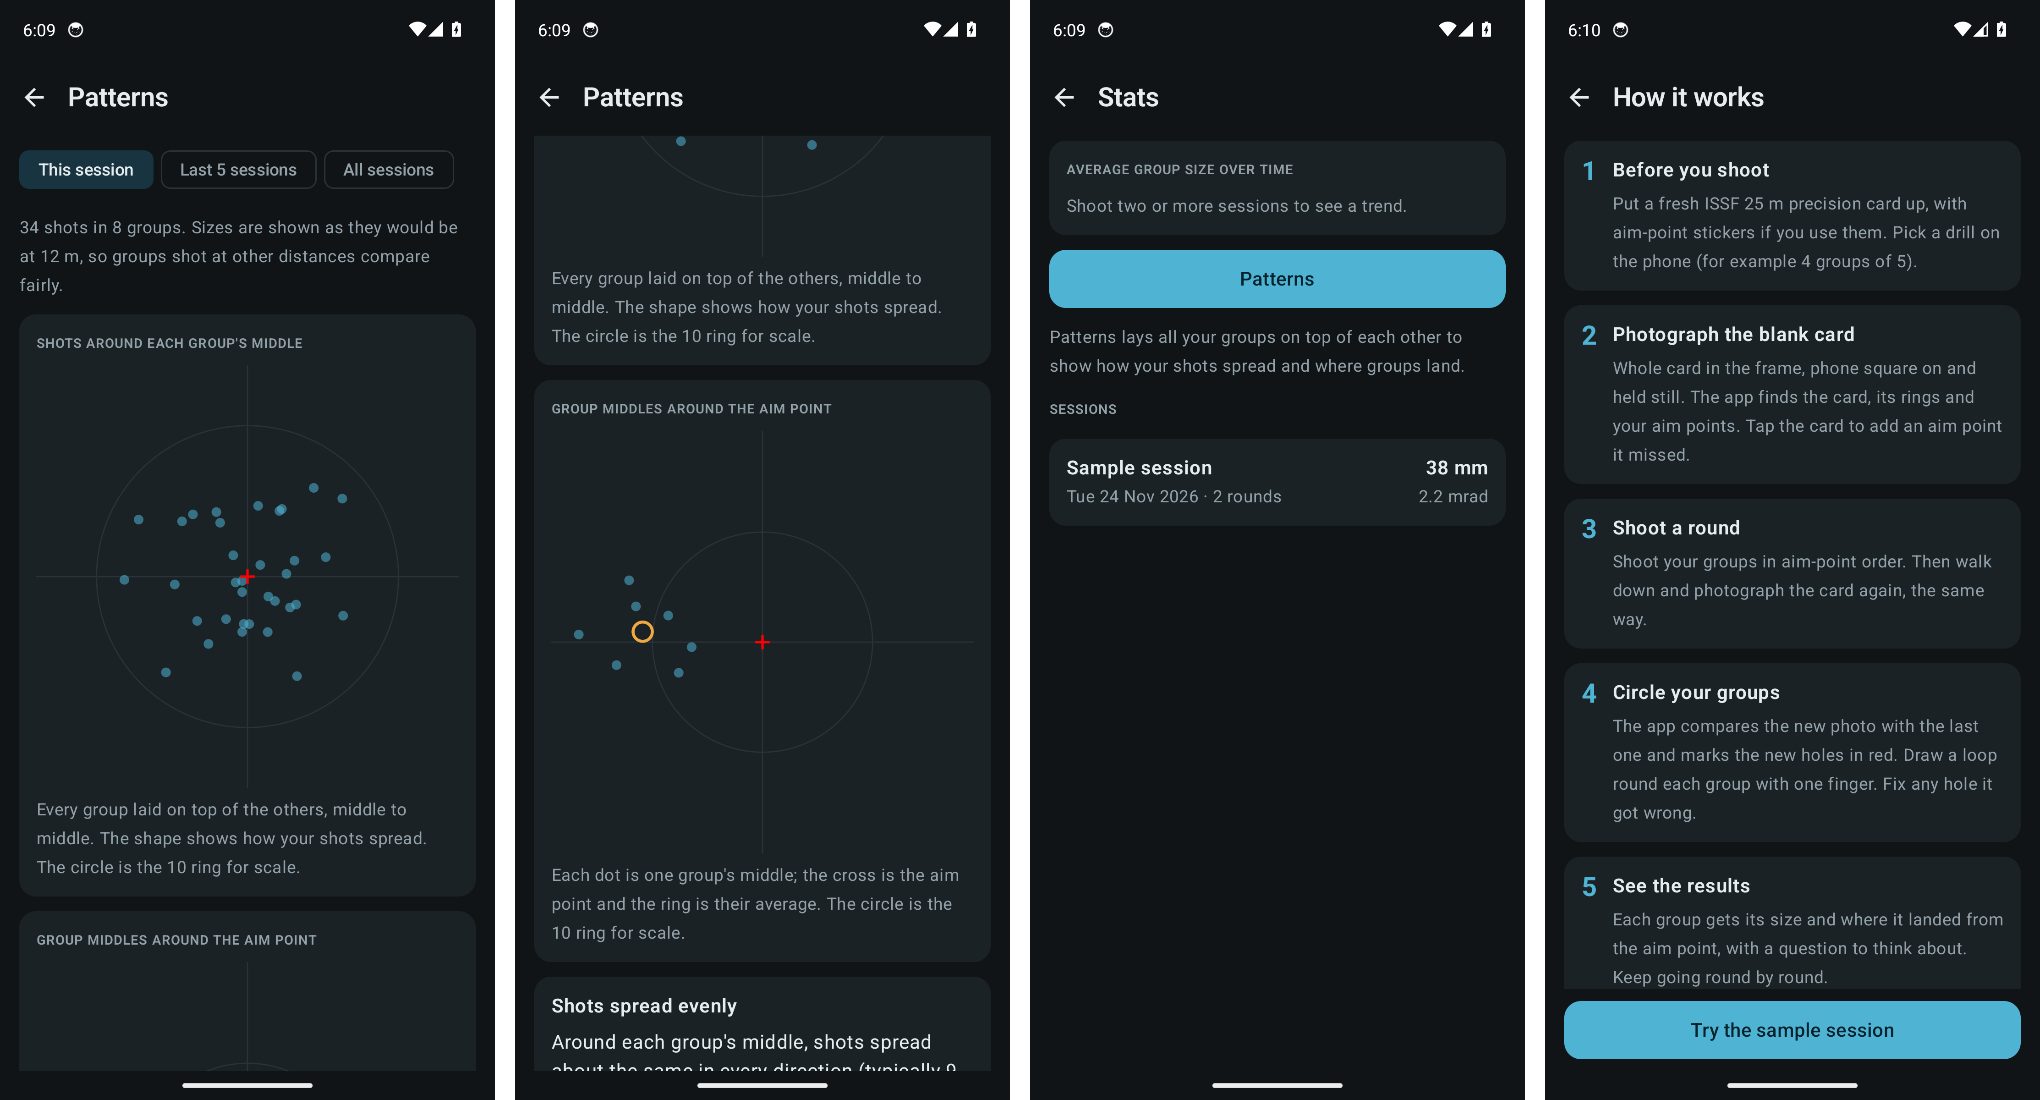 6:09
Patterns
This session
Last 5 sessions
All sessions
34 shots in 8 groups. Sizes are shown as they would be
at 12 m, so groups shot at other distances compare
fairly.
SHOTS AROUND EACH GROUP'S MIDDLE
Every group laid on top of the others, middle to
middle. The shape shows how your shots spread.
The circle is the 10 ring for scale.
GROUP MIDDLES AROUND THE AIM POINT
6:09
Patterns
Every group laid on top of the others, middle to
middle. The shape shows how your shots spread.
The circle is the 10 ring for scale.
GROUP MIDDLES AROUND THE AIM POINT
Each dot is one group's middle; the cross is the aim
point and the ring is their average. The circle is the
10 ring for scale.
Shots spread evenly
Around each group's middle, shots spread
about the same in every direction (typically 9
6:09
Stats
AVERAGE GROUP SIZE OVER TIME
Shoot two or more sessions to see a trend.
Patterns
Patterns lays all your groups on top of each other to
show how your shots spread and where groups land.
SESSIONS
Sample session
38 mm
Tue 24 Nov 2026 · 2 rounds
2.2 mrad
6:10
How it works
1 Before you shoot
Put a fresh ISSF 25 m precision card up, with
aim-point stickers if you use them. Pick a drill on
the phone (for example 4 groups of 5).
2 Photograph the blank card
Whole card in the frame, phone square on and
held still. The app finds the card, its rings and
your aim points. Tap the card to add an aim point
it missed.
3 Shoot a round
Shoot your groups in aim-point order. Then walk
down and photograph the card again, the same
way.
4 Circle your groups
The app compares the new photo with the last
one and marks the new holes in red. Draw a loop
round each group with one finger. Fix any hole it
got wrong.
5 See the results
Each group gets its size and where it landed from
the aim point, with a question to think about.
Keep going round by round.
Try the sample session